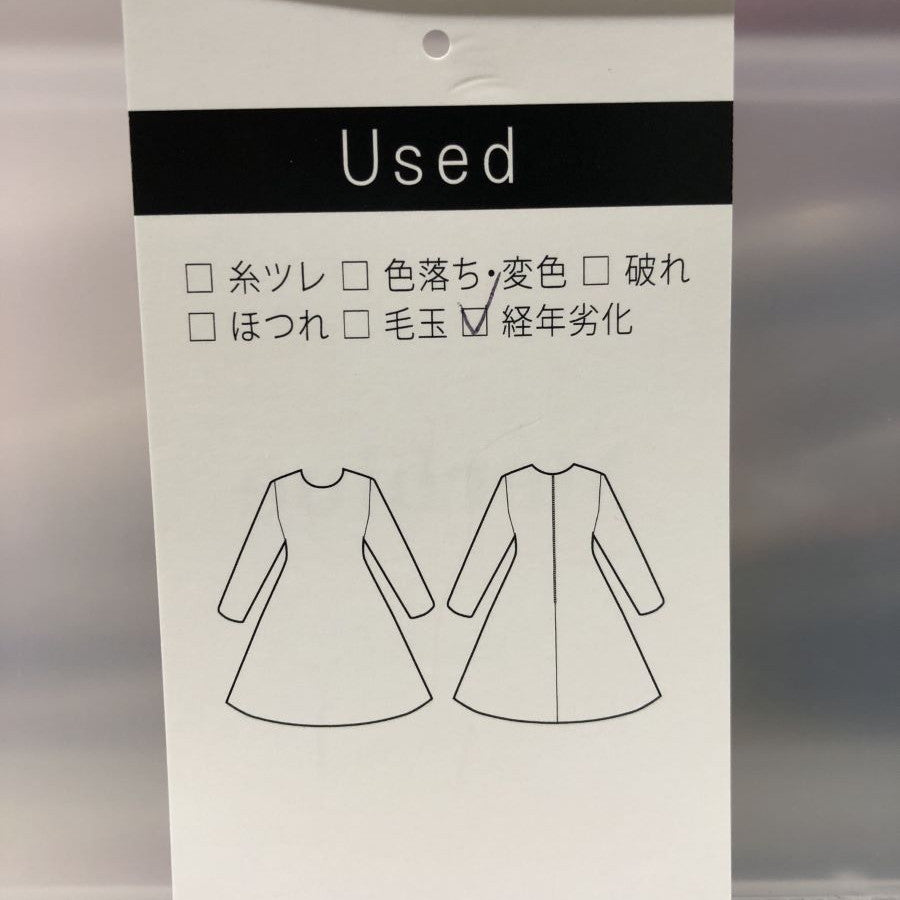 Used
□ 糸ツレ □ 色落ち・変色 □ 破れ
□ ほつれ □ 毛玉 ☑ 経年劣化